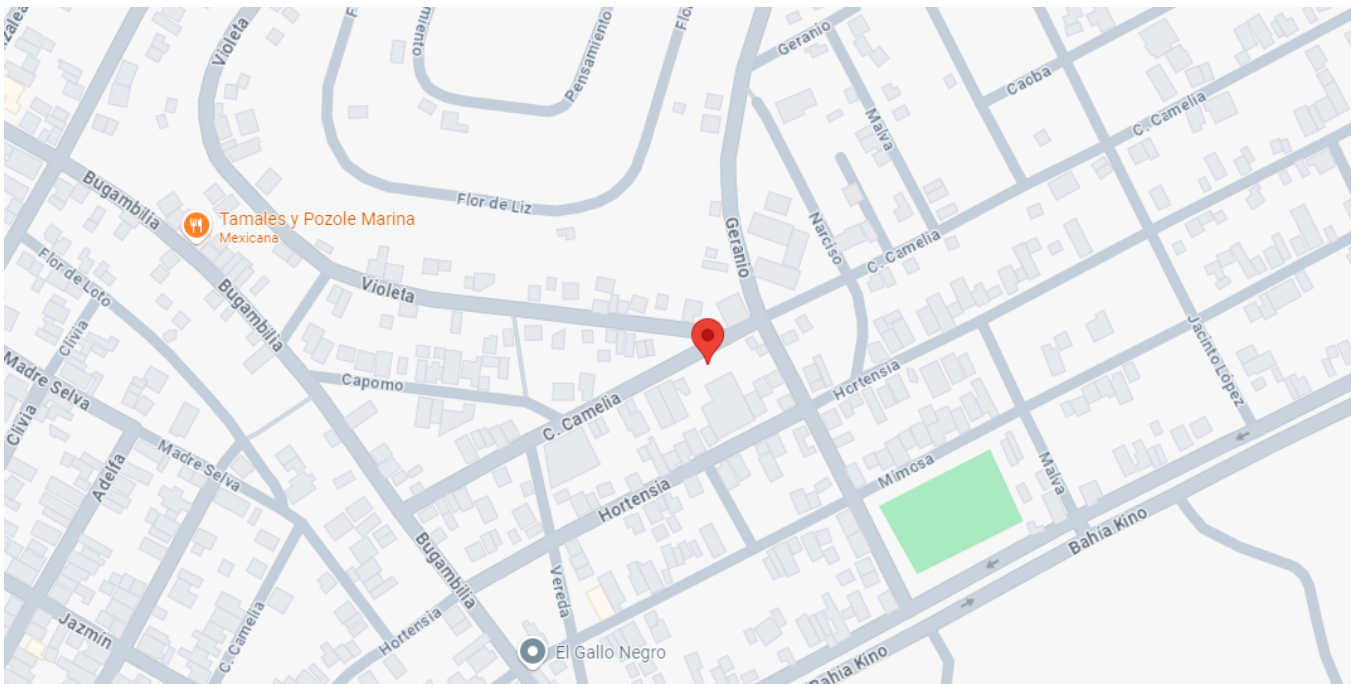 Violeta
Pensamiento
Geranio
Caoba
Malva
C. Camelia
Bugambilia
Tamales y Pozole Marina
Mexicana
Flor de Liz
Narciso
Geranio
C. Camelia
Flor de Loto
Bugambilia
Violeta
Clivia
Jacinto López
Madre Selva
Capomo
Hortensia
Clivia
C. Camelia
Madre Selva
Mimosa
Malva
Adelfa
Hortensia
Bahía Kino
Bugambilia
Vereda
Jazmín
C. Camelia
Hortensia
El Gallo Negro
Bahía Kino